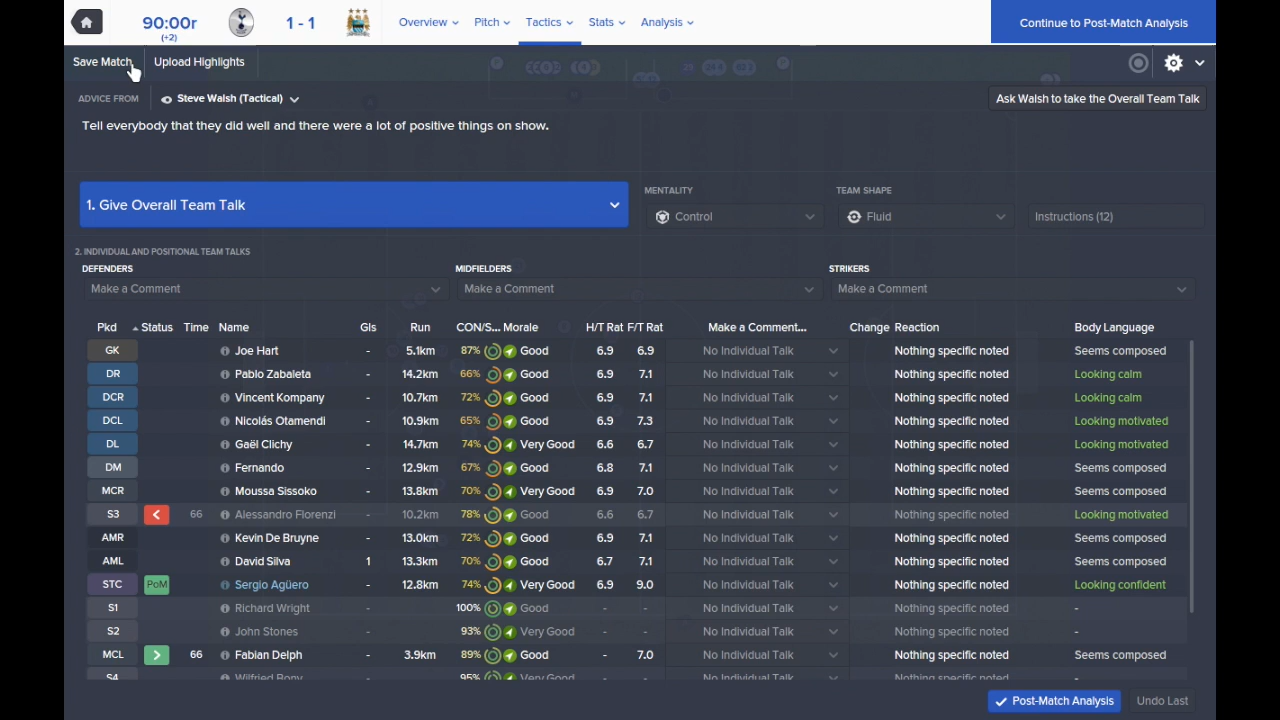 90:00r 1 - 1 Overview Pitch Tactics Stats Analysis Continue to Post-Match Analysis
(+2)
Save Match Upload Highlights
ADVICE FROM Steve Walsh (Tactical) Ask Walsh to take the Overall Team Talk
Tell everybody that they did well and there were a lot of positive things on show.
MENTALITY TEAM SHAPE
1. Give Overall Team Talk Control Fluid Instructions (12)
2. INDIVIDUAL AND POSITIONAL TEAM TALKS
DEFENDERS MIDFIELDERS STRIKERS
Make a Comment Make a Comment Make a Comment
Pkd Status Time Name Gls Run CON/S... Morale H/T Rat F/T Rat Make a Comment... Change Reaction Body Language
GK Joe Hart - 5.1km 87% Good 6.9 6.9 No Individual Talk Nothing specific noted Seems composed
DR Pablo Zabaleta - 14.2km 66% Good 6.9 7.1 No Individual Talk Nothing specific noted Looking calm
DCR Vincent Kompany - 10.7km 72% Good 6.9 7.1 No Individual Talk Nothing specific noted Looking calm
DCL Nicolás Otamendi - 10.9km 65% Good 6.9 7.3 No Individual Talk Nothing specific noted Looking motivated
DL Gaël Clichy - 14.7km 74% Very Good 6.6 6.7 No Individual Talk Nothing specific noted Looking motivated
DM Fernando - 12.9km 67% Good 6.8 7.1 No Individual Talk Nothing specific noted Seems composed
MCR Moussa Sissoko - 13.8km 70% Very Good 6.9 7.0 No Individual Talk Nothing specific noted Seems composed
S3 66 Alessandro Florenzi - 10.2km 78% Good 6.6 6.7 No Individual Talk Nothing specific noted Looking motivated
AMR Kevin De Bruyne - 13.0km 72% Good 6.9 7.1 No Individual Talk Nothing specific noted Seems composed
AML David Silva 1 13.3km 70% Good 6.7 7.1 No Individual Talk Nothing specific noted Seems composed
STC PoM Sergio Agüero - 12.8km 74% Very Good 6.9 9.0 No Individual Talk Nothing specific noted Looking confident
S1 Richard Wright - 100% Good - - No Individual Talk Nothing specific noted -
S2 John Stones - 93% Very Good - - No Individual Talk Nothing specific noted -
MCL 66 Fabian Delph - 3.9km 89% Good - 7.0 No Individual Talk Nothing specific noted Seems composed
S4 Wilfried Bony - 95% Very Good - - No Individual Talk Nothing specific noted -
Post-Match Analysis Undo Last